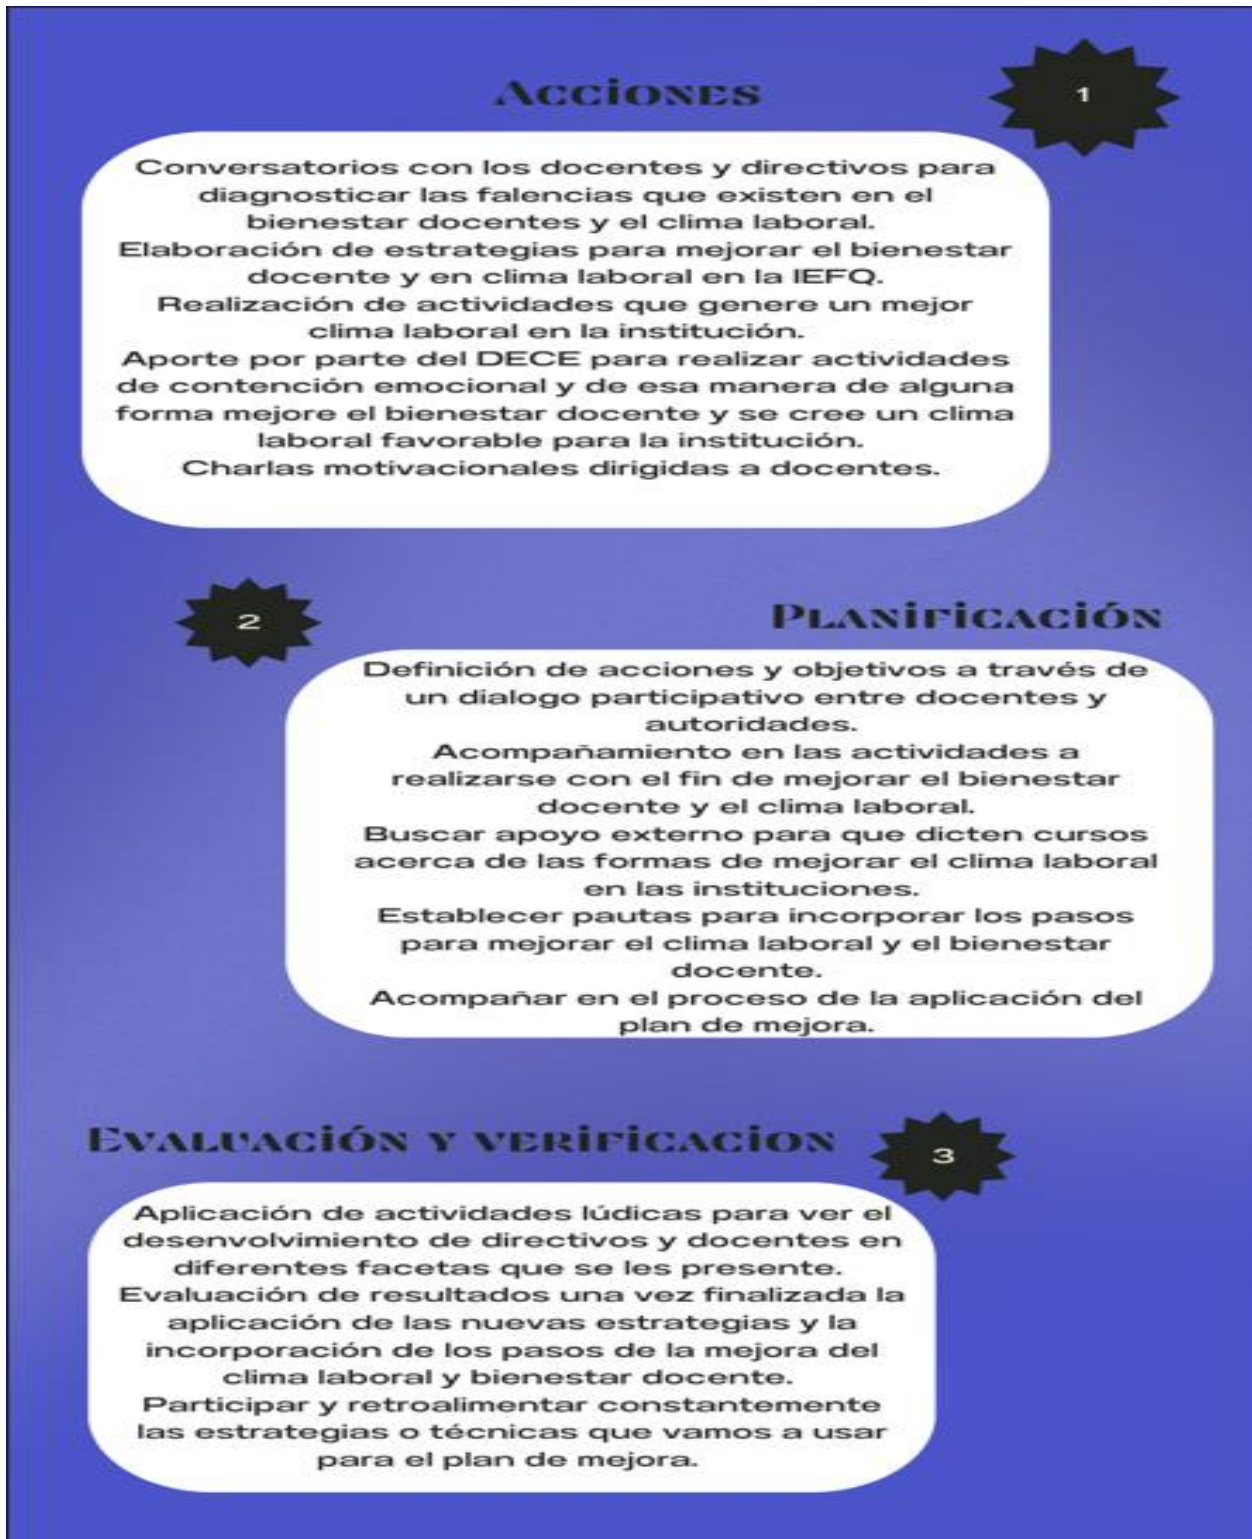 Acciones
1
Conversatorios con los docentes y directivos para
diagnosticar las falencias que existen en el
bienestar docentes y el clima laboral.
Elaboración de estrategias para mejorar el bienestar
docente y en clima laboral en la IEFQ.
Realización de actividades que genere un mejor
clima laboral en la institución.
Aporte por parte del DECE para realizar actividades
de contención emocional y de esa manera de alguna
forma mejore el bienestar docente y se cree un clima
laboral favorable para la institución.
Charlas motivacionales dirigidas a docentes.
2
Planificación
Definición de acciones y objetivos a través de
un dialogo participativo entre docentes y
autoridades.
Acompañamiento en las actividades a
realizarse con el fin de mejorar el bienestar
docente y el clima laboral.
Buscar apoyo externo para que dicten cursos
acerca de las formas de mejorar el clima laboral
en las instituciones.
Establecer pautas para incorporar los pasos
para mejorar el clima laboral y el bienestar
docente.
Acompañar en el proceso de la aplicación del
plan de mejora.
Evaluación y verificacion
3
Aplicación de actividades lúdicas para ver el
desenvolvimiento de directivos y docentes en
diferentes facetas que se les presente.
Evaluación de resultados una vez finalizada la
aplicación de las nuevas estrategias y la
incorporación de los pasos de la mejora del
clima laboral y bienestar docente.
Participar y retroalimentar constantemente
las estrategias o técnicas que vamos a usar
para el plan de mejora.